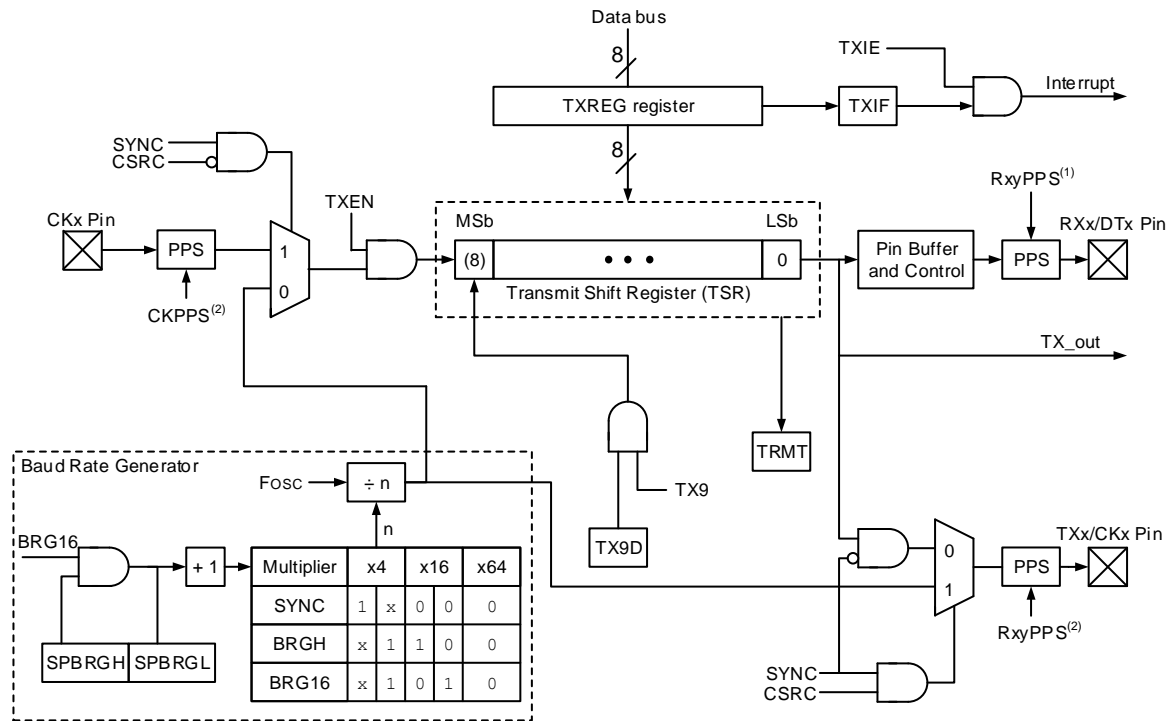 Data bus
8
TXIE
TXREG register
TXIF
Interrupt
SYNC
CSRC
8
RxyPPS(1)
TXEN
CKx Pin
MSb
LSb
RXx/DTx Pin
PPS
1
0
(8)
• • •
0
Pin Buffer
and Control
PPS
Transmit Shift Register (TSR)
CKPPS(2)
TX_out
TRMT
Baud Rate Generator
Fosc
÷ n
TX9
n
TX9D
BRG16
+ 1
Multiplier x4 x16 x64
SYNC 1 x 0 0 0
BRGH x 1 1 0 0
BRG16 x 1 0 1 0
SPBRGH SPBRGL
0
1
TXx/CKx Pin
PPS
RxyPPS(2)
SYNC
CSRC